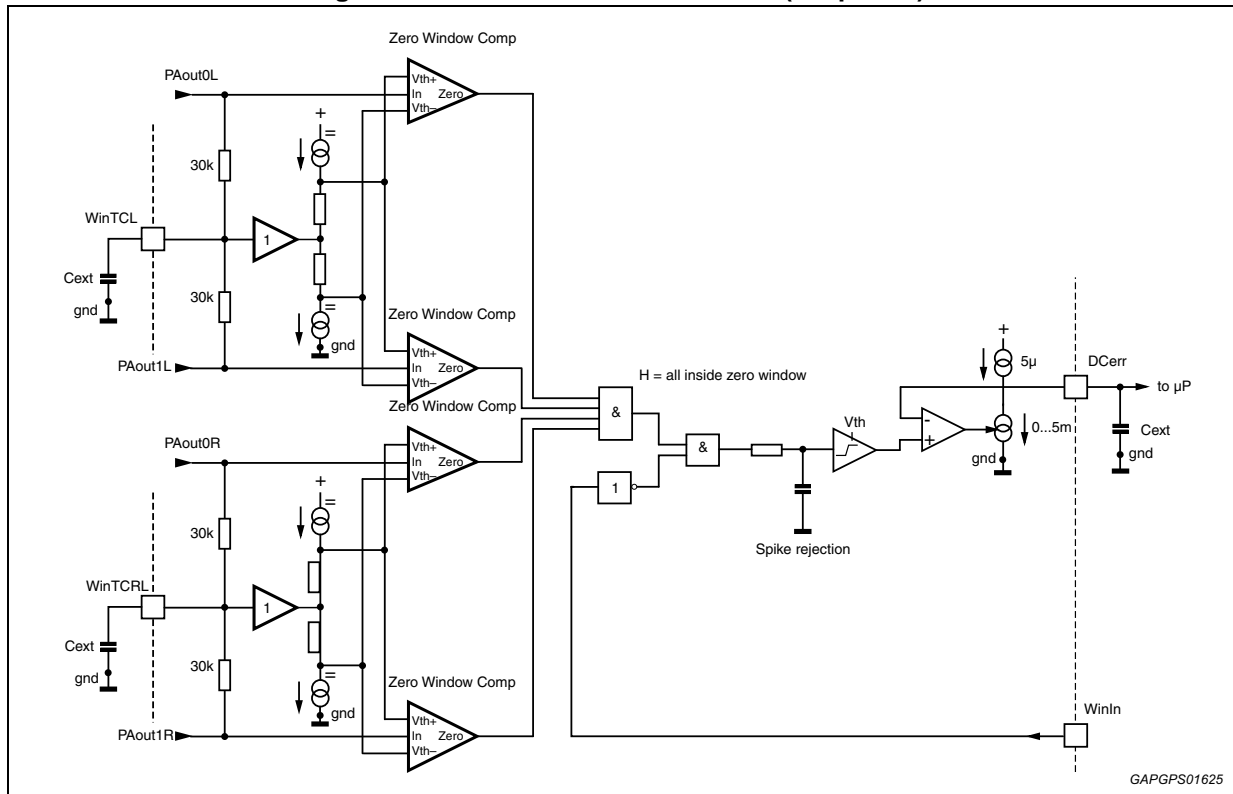 Zero Window Comp
PAout0L
Vth+
In Zero
Vth–
+
=
30k
WinTCL
1
Cext
gnd
30k
=
gnd
Zero Window Comp
Vth+
In Zero
Vth–
PAout1L
Zero Window Comp
H = all inside zero window
&
+
5µ
DCerr
to µP
PAout0R
Vth+
In Zero
Vth–
&
Vth
-
+
0...5m
gnd
Cext
gnd
1
+
=
30k
Spike rejection
WinTCRL
1
Cext
gnd
30k
=
gnd
Zero Window Comp
Vth+
In Zero
Vth–
PAout1R
WinIn
GAPGPS01625